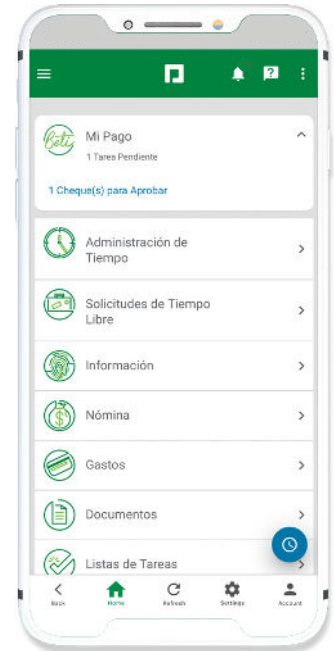 Beti
Mi Pago
1 Tarea Pendiente
1 Cheque(s) para Aprobar
Administración de
Tiempo
Solicitudes de Tiempo
Libre
Información
Nómina
Gastos
Documentos
Listas de Tareas
Back Home Refresh Settings Account